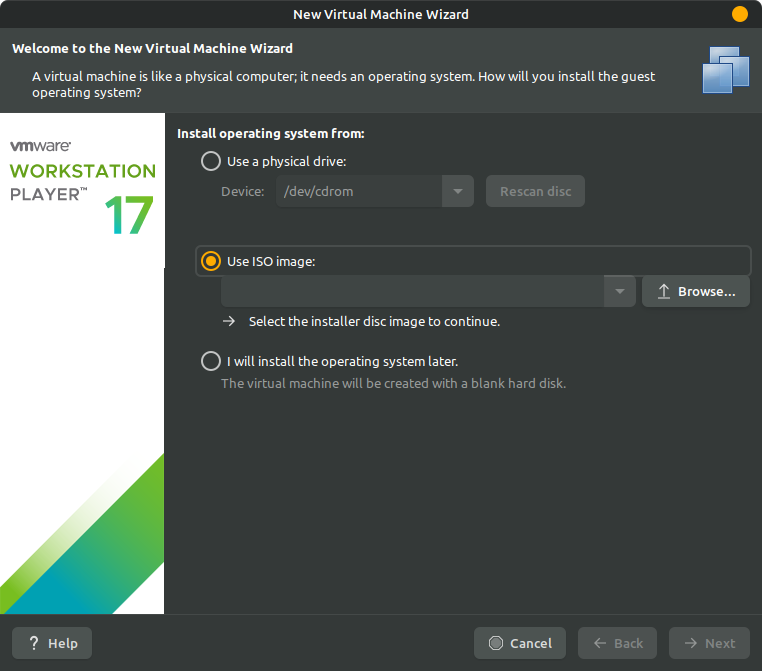 New Virtual Machine Wizard
Welcome to the New Virtual Machine Wizard
A virtual machine is like a physical computer; it needs an operating system. How will you install the guest
operating system?
vmware
WORKSTATION
PLAYER™
17
Install operating system from:
Use a physical drive:
Device: /dev/cdrom Rescan disc
Use ISO image:
Browse...
Select the installer disc image to continue.
I will install the operating system later.
The virtual machine will be created with a blank hard disk.
? Help Cancel Back Next